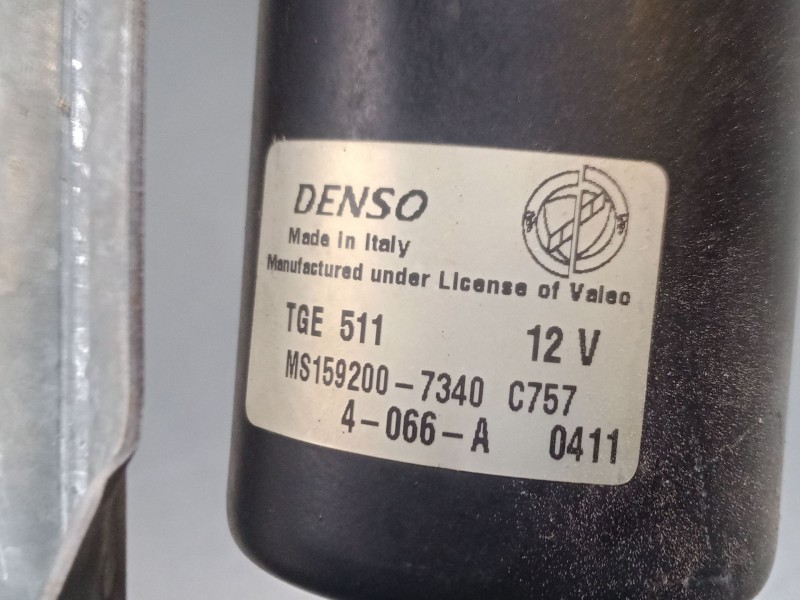 DENSO
Made in Italy
Manufactured under License of Valeo
TGE 511 12 V
MS159200-7340 C757
4-066-A 0411